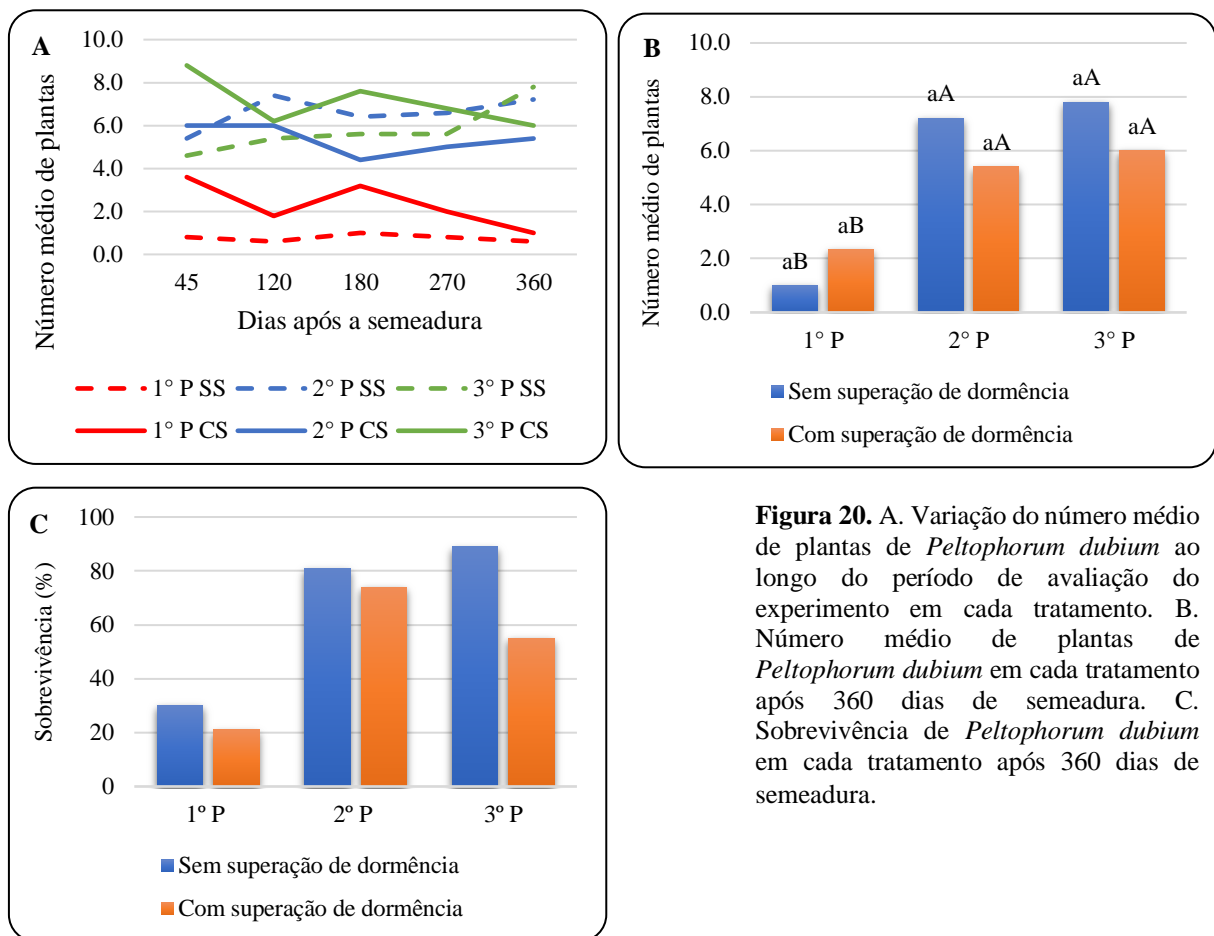 A
Número médio de plantas
10.0
8.0
6.0
4.0
2.0
0.0
45 120 180 270 360
Dias após a semeadura
1° P SS 2° P SS 3° P SS
1° P CS 2° P CS 3° P CS
B
Número médio de plantas
10.0
8.0
6.0
4.0
2.0
0.0
aB aB aA aA aA aA
1° P 2° P 3° P
Sem superação de dormência
Com superação de dormência
C
Sobrevivência (%)
100
80
60
40
20
0
1º P 2º P 3º P
Sem superação de dormência
Com superação de dormência
Figura 20. A. Variação do número médio
de plantas de Peltophorum dubium ao
longo do período de avaliação do
experimento em cada tratamento. B.
Número médio de plantas de
Peltophorum dubium em cada tratamento
após 360 dias de semeadura. C.
Sobrevivência de Peltophorum dubium
em cada tratamento após 360 dias de
semeadura.